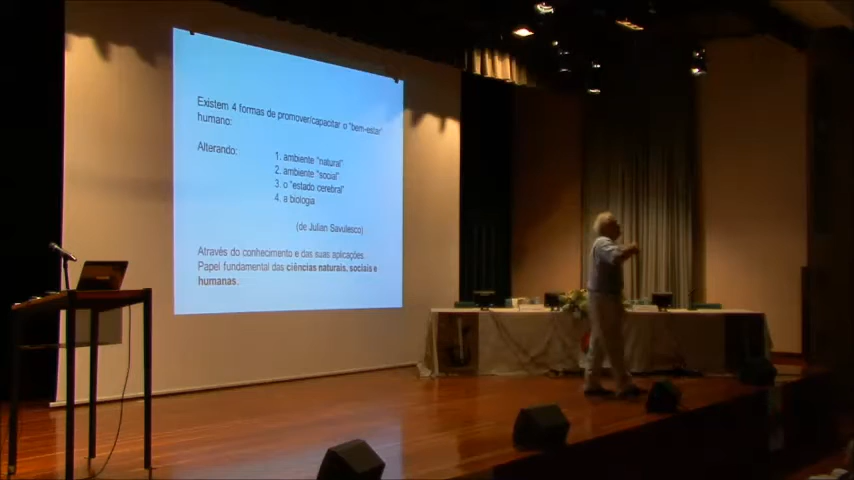 Existem 4 formas de promover/capacitar o "bem-estar"
humano:
Alterando:
1. ambiente "natural"
2. ambiente "social"
3. o "estado cerebral"
4. a biologia
(de Julian Savulesco)
Através do conhecimento e das suas aplicações.
Papel fundamental das ciências naturais, sociais e
humanas.